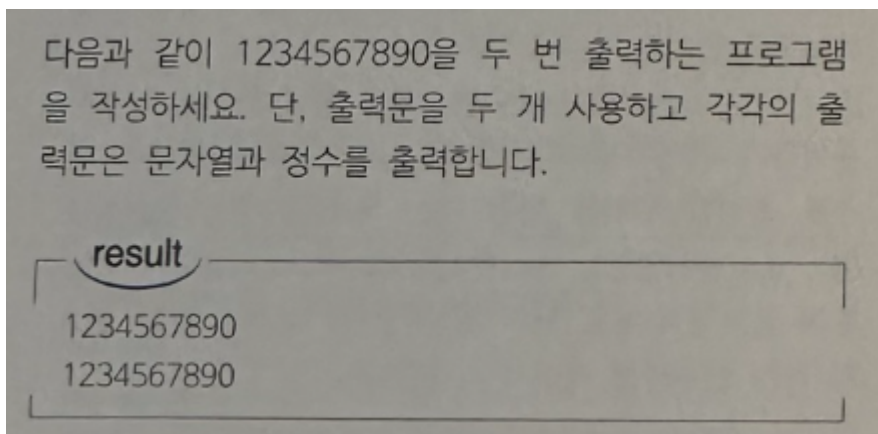 다음과 같이 1234567890을 두 번 출력하는 프로그램
을 작성하세요. 단, 출력문을 두 개 사용하고 각각의 출
력문은 문자열과 정수를 출력합니다.
result
1234567890
1234567890